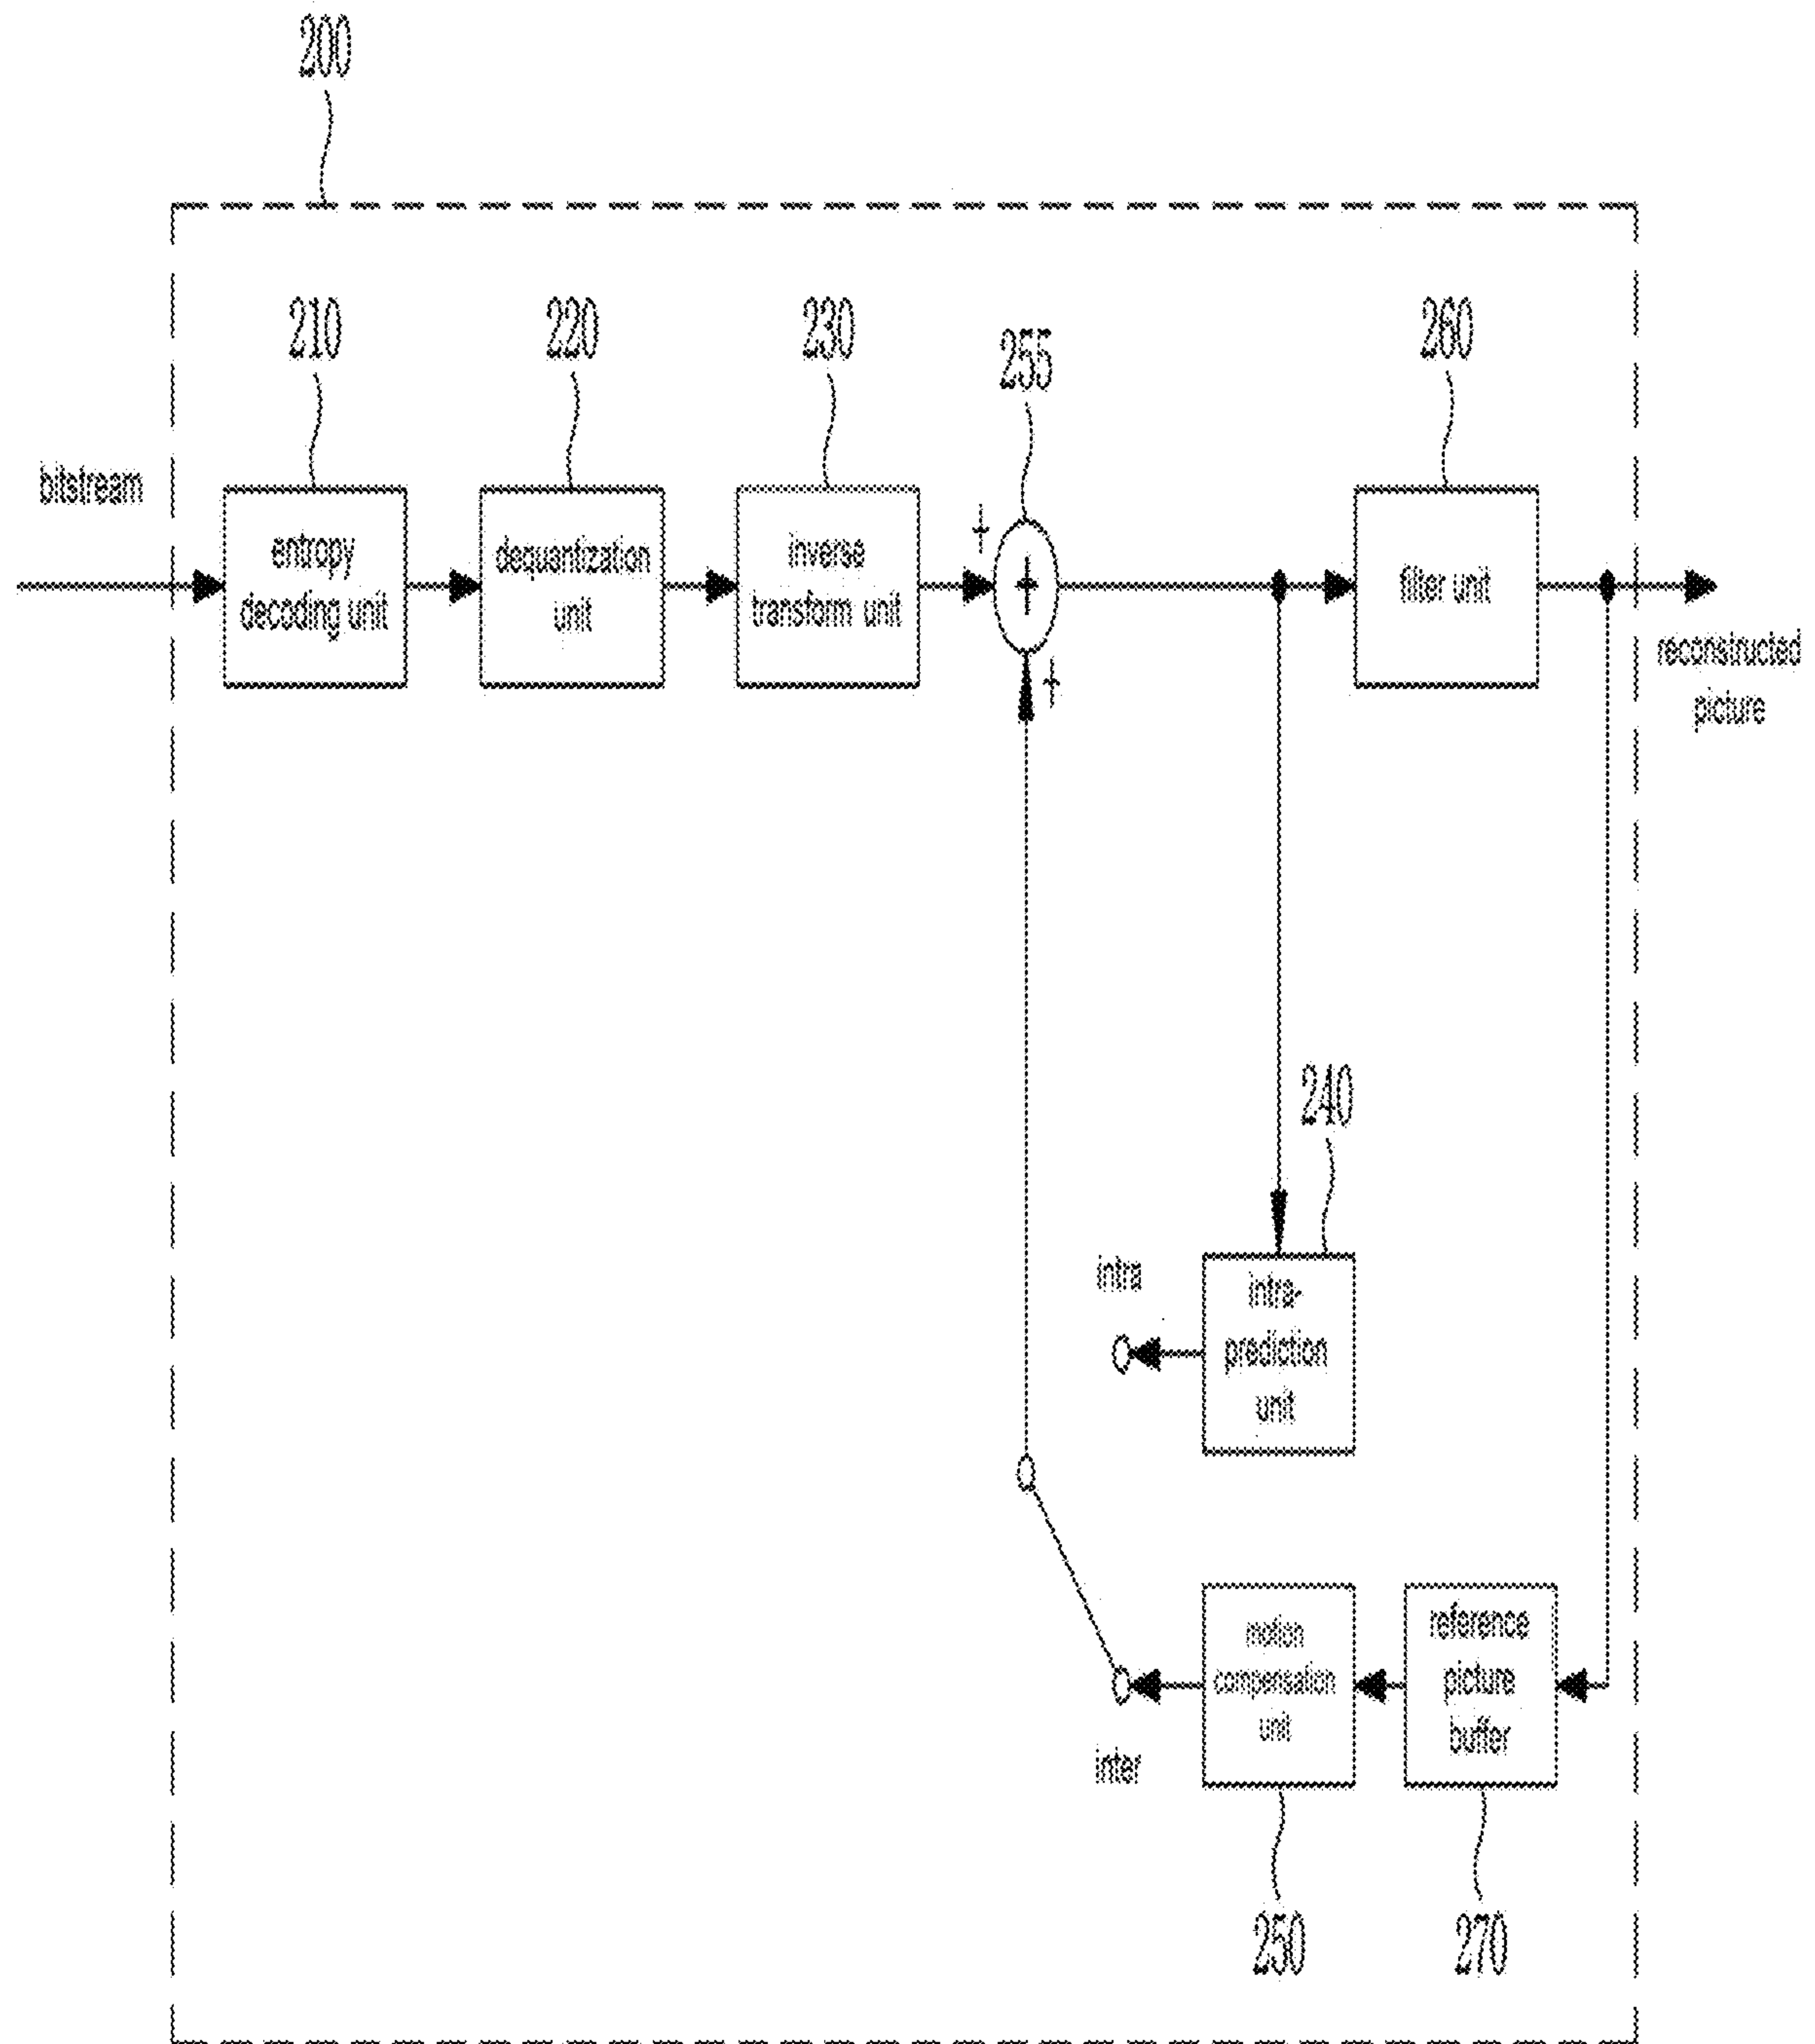 200
210
220
230
255
260
bitstream
entropy
decoding unit
dequantization
unit
inverse
transform unit
+
+
filter unit
+
reconstructed
picture
240
intra
intra-
prediction
unit
motion
compensation
unit
reference
picture
buffer
inter
250
270